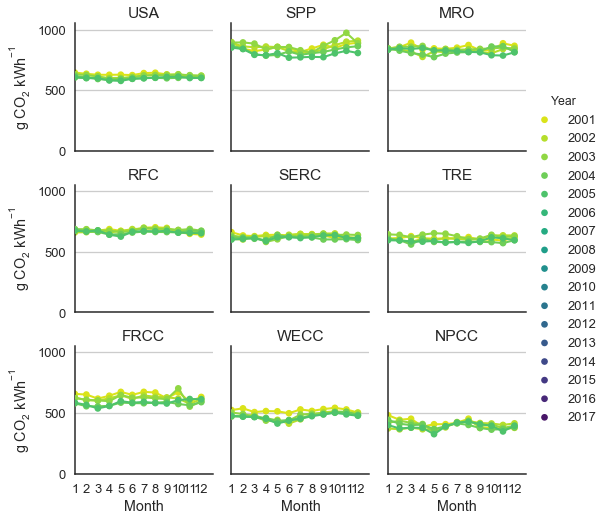 USA SPP MRO
1000
500
0
g CO₂ kWh⁻¹
RFC SERC TRE
1000
500
0
g CO₂ kWh⁻¹
FRCC WECC NPCC
1000
500
0
g CO₂ kWh⁻¹
1 2 3 4 5 6 7 8 9 10 11 12 1 2 3 4 5 6 7 8 9 10 11 12 1 2 3 4 5 6 7 8 9 10 11 12
Month Month Month
Year
2001
2002
2003
2004
2005
2006
2007
2008
2009
2010
2011
2012
2013
2014
2015
2016
2017